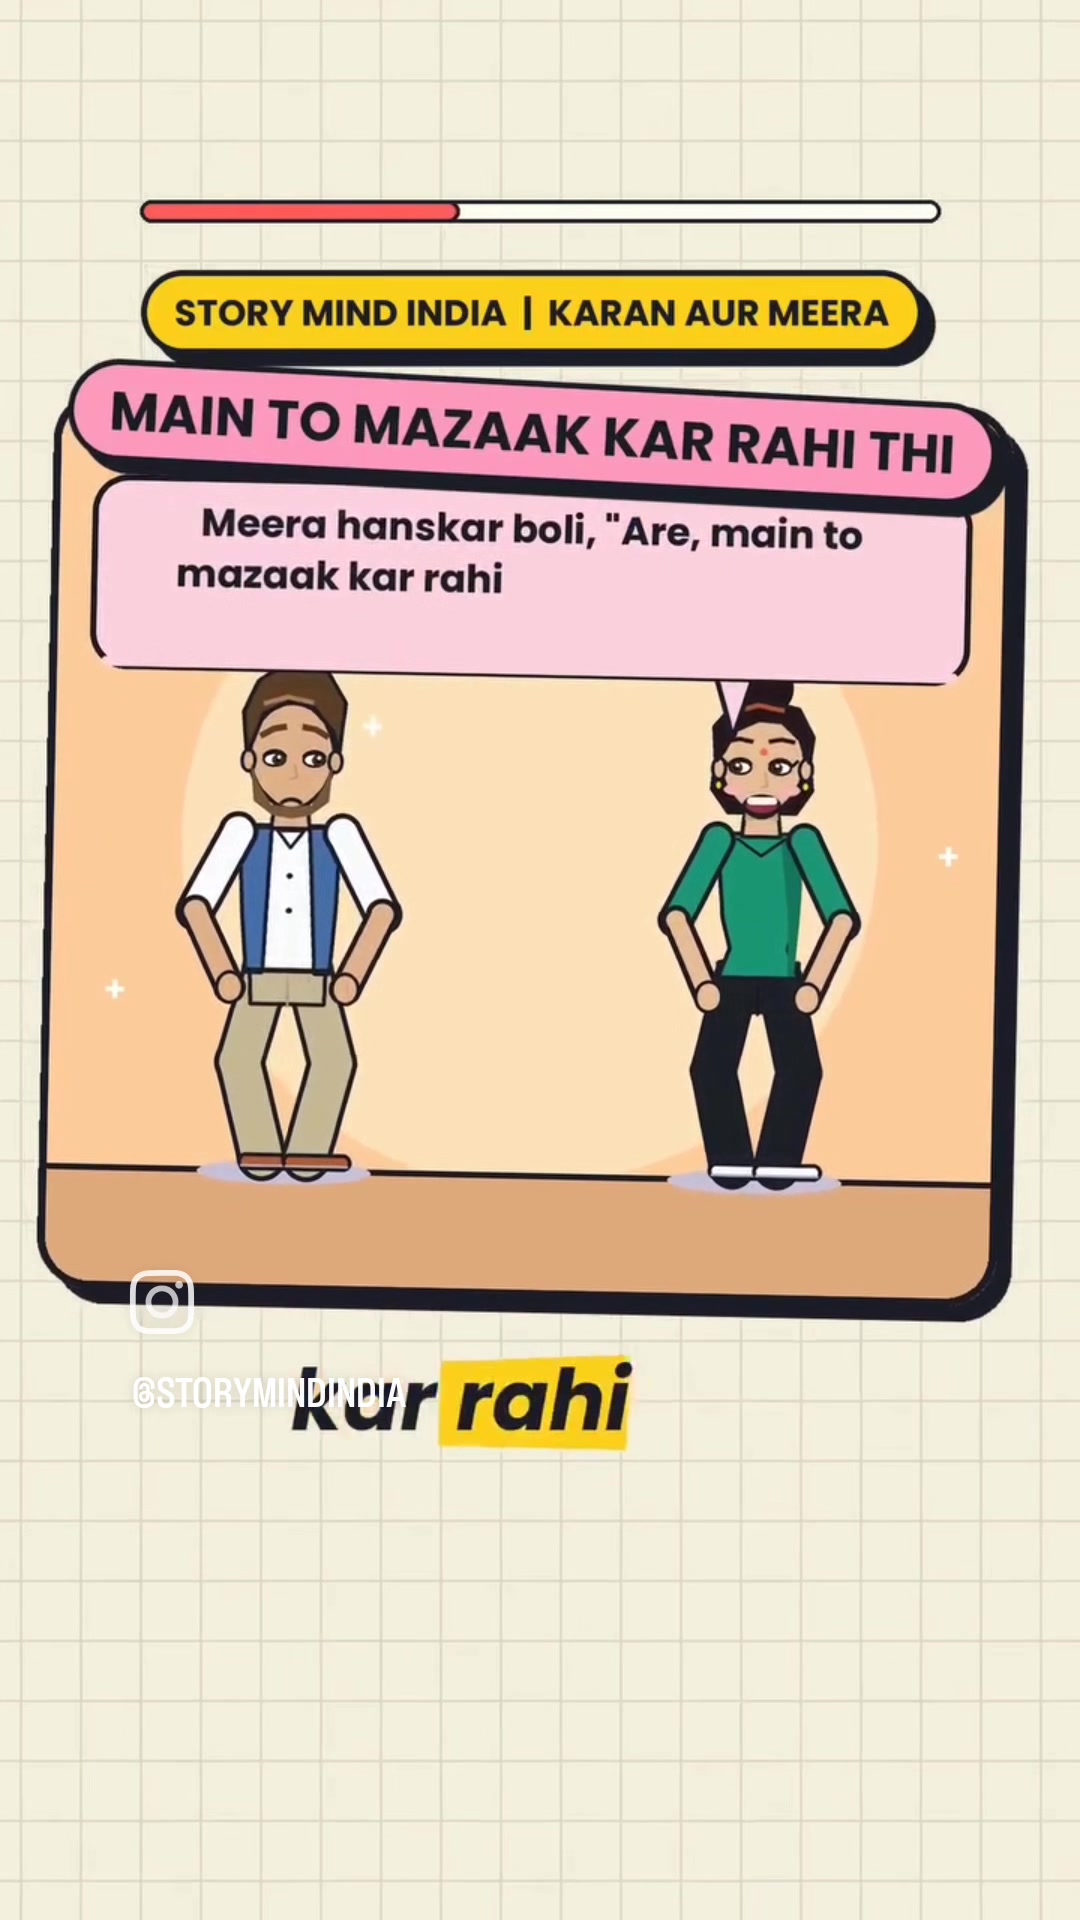 STORY MIND INDIA | KARAN AUR MEERA
MAIN TO MAZAAK KAR RAHI THI
Meera hanskar boli, "Are, main to
mazaak kar rahi
@STORYMINDINDIA
kar rahi